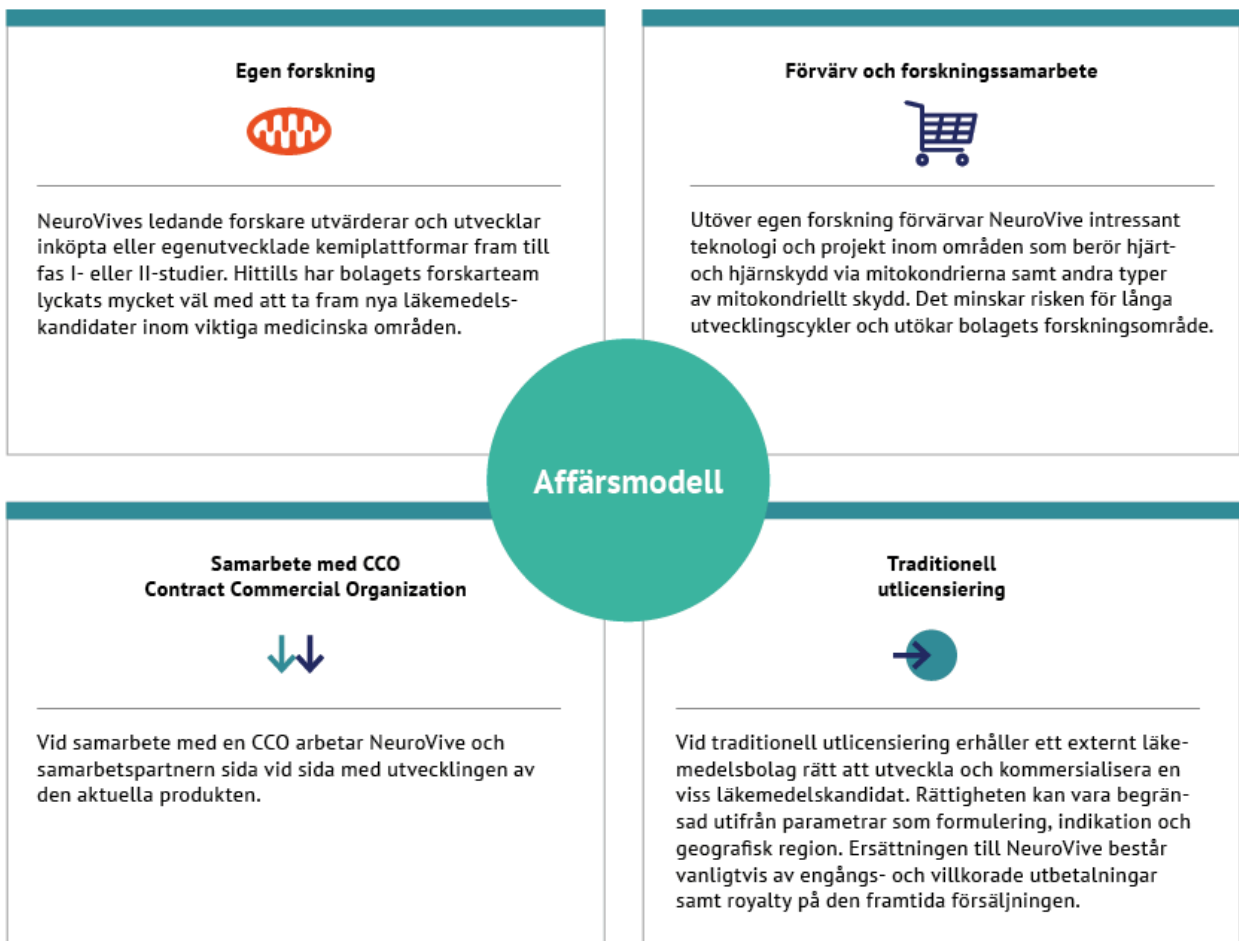 Egen forskning
NeuroVives ledande forskare utvärderar och utvecklar
inköpta eller egenutvecklade kemiplattformar fram till
fas I- eller II-studier. Hittills har bolagets forskarteam
lyckats mycket väl med att ta fram nya läkemedels-
kandidater inom viktiga medicinska områden.
Förvärv och forskningssamarbete
Utöver egen forskning förvärvar NeuroVive intressant
teknologi och projekt inom områden som berör hjärt-
och hjärnskydd via mitokondrierna samt andra typer
av mitokondriellt skydd. Det minskar risken för långa
utvecklingscykler och utökar bolagets forskningsområde.
Affärsmodell
Samarbete med CCO
Contract Commercial Organization
Vid samarbete med en CCO arbetar NeuroVive och
samarbetspartnern sida vid sida med utvecklingen av
den aktuella produkten.
Traditionell
utlicensiering
Vid traditionell utlicensiering erhåller ett externt läke-
medelsbolag rätt att utveckla och kommersialisera en
viss läkemedelskandidat. Rättigheten kan vara begrän-
sad utifrån parametrar som formulering, indikation och
geografisk region. Ersättningen till NeuroVive består
vanligtvis av engångs- och villkorade utbetalningar
samt royalty på den framtida försäljningen.